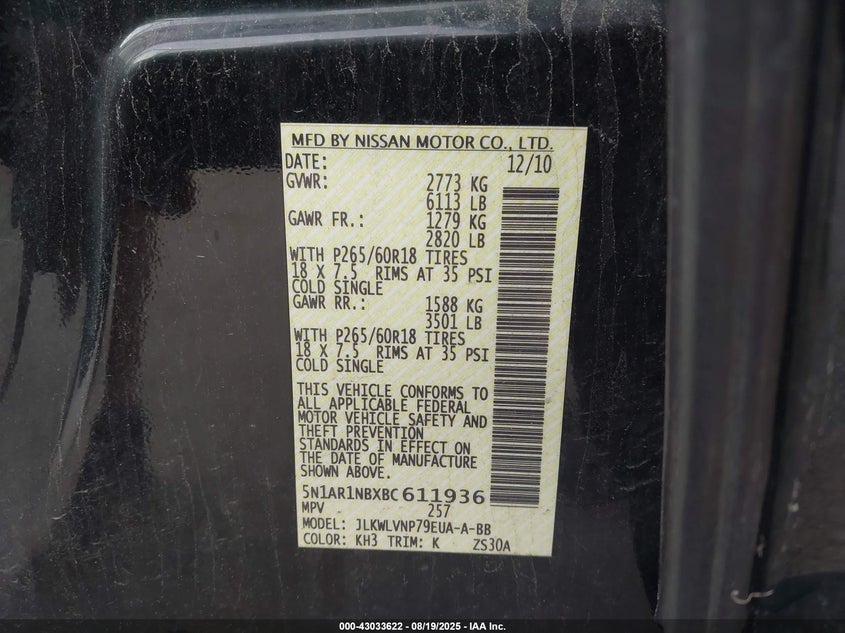 MFD BY NISSAN MOTOR CO., LTD.
DATE: 12/10
GVWR: 2773 KG
6113 LB
GAWR FR.: 1279 KG
2820 LB
WITH P265/60R18 TIRES
18 X 7.5 RIMS AT 35 PSI
COLD SINGLE
GAWR RR.: 1588 KG
3501 LB
WITH P265/60R18 TIRES
18 X 7.5 RIMS AT 35 PSI
COLD SINGLE
THIS VEHICLE CONFORMS TO
ALL APPLICABLE FEDERAL
MOTOR VEHICLE SAFETY AND
THEFT PREVENTION
STANDARDS IN EFFECT ON
THE DATE OF MANUFACTURE
SHOWN ABOVE.
5N1AR1NBXBC611936
MPV 257
MODEL: JLKWLVNP79EUA-A-BB
COLOR: KH3 TRIM: K ZS30A
000-43033622 - 08/19/2025 - IAA Inc.